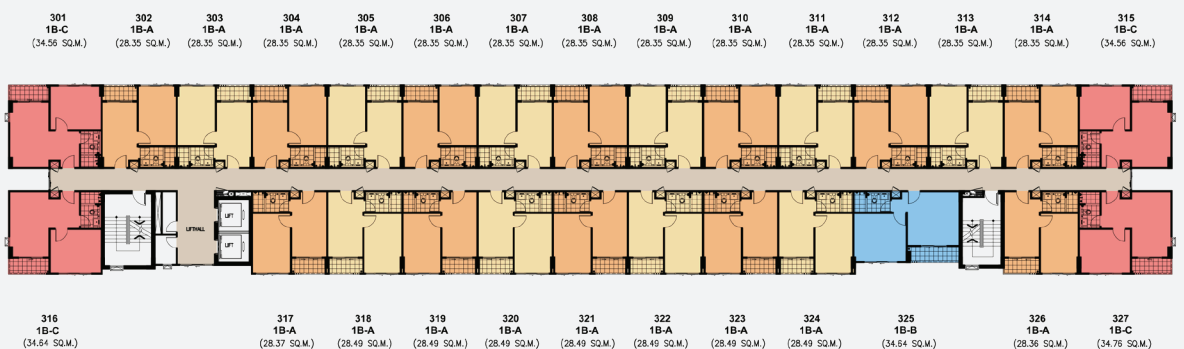 301
1B-C
(34.56 SQ.M.)
302
1B-A
(28.35 SQ.M.)
303
1B-A
(28.35 SQ.M.)
304
1B-A
(28.35 SQ.M.)
305
1B-A
(28.35 SQ.M.)
306
1B-A
(28.35 SQ.M.)
307
1B-A
(28.35 SQ.M.)
308
1B-A
(28.35 SQ.M.)
309
1B-A
(28.35 SQ.M.)
310
1B-A
(28.35 SQ.M.)
311
1B-A
(28.35 SQ.M.)
312
1B-A
(28.35 SQ.M.)
313
1B-A
(28.35 SQ.M.)
314
1B-A
(28.35 SQ.M.)
315
1B-C
(34.56 SQ.M.)
LIFTHALL
LIFT
LIFT
316
1B-C
(34.64 SQ.M.)
317
1B-A
(28.37 SQ.M.)
318
1B-A
(28.49 SQ.M.)
319
1B-A
(28.49 SQ.M.)
320
1B-A
(28.49 SQ.M.)
321
1B-A
(28.49 SQ.M.)
322
1B-A
(28.49 SQ.M.)
323
1B-A
(28.49 SQ.M.)
324
1B-A
(28.49 SQ.M.)
325
1B-B
(34.64 SQ.M.)
326
1B-A
(28.36 SQ.M.)
327
1B-C
(34.76 SQ.M.)